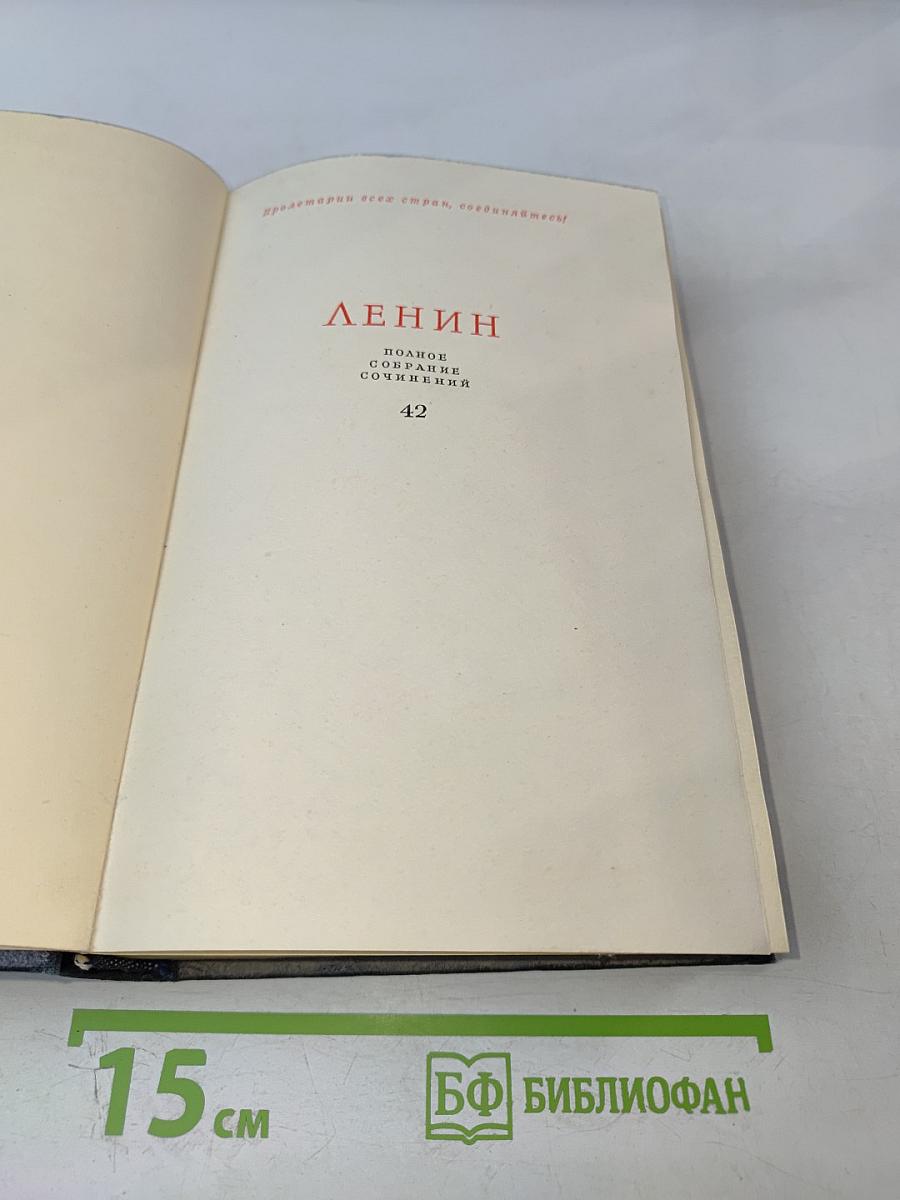 Пролетарии всех стран, соединяйтесь!
ЛЕНИН
ПОЛНОЕ
СОБРАНИЕ
СОЧИНЕНИЙ
42
15 см
БФ БИБЛИОФАН